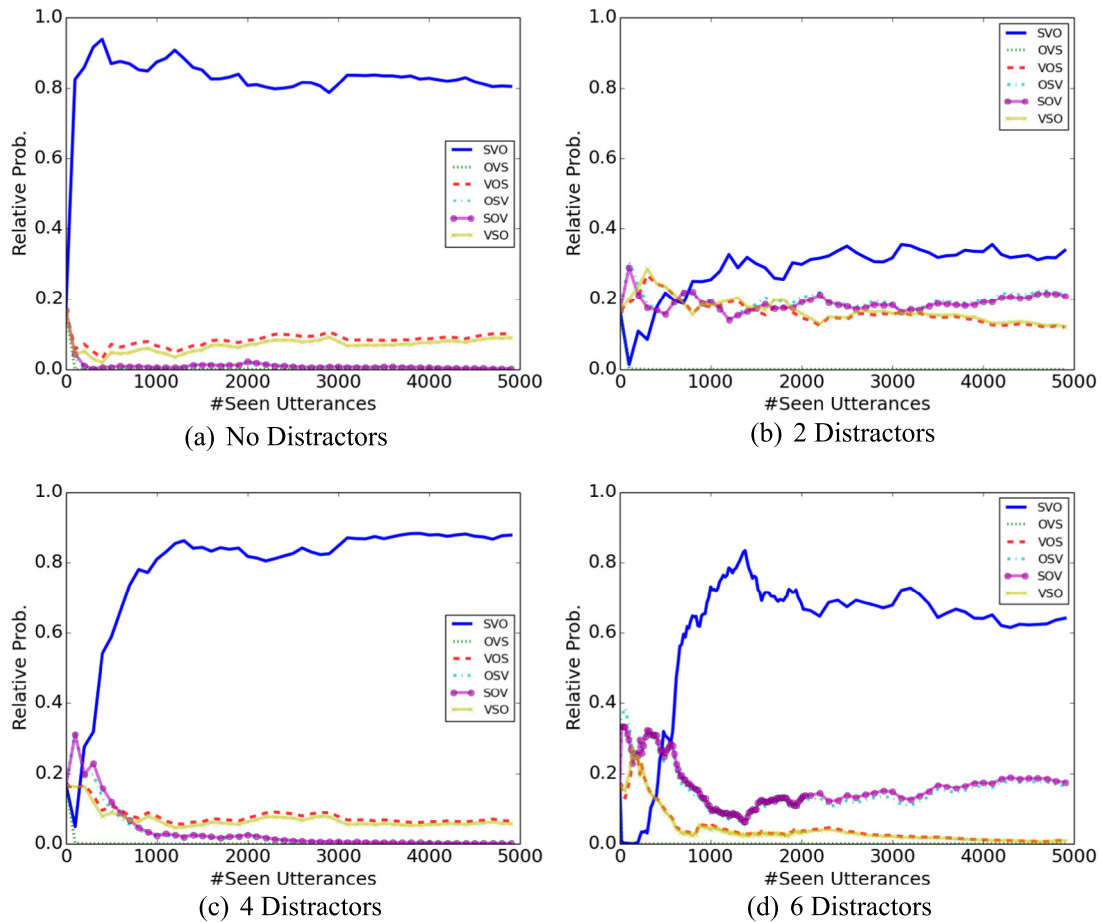 1.0
0.8
0.6
0.4
0.2
0.0
Relative Prob.
SVO
OVS
VOS
OSV
SOV
VSO
0 1000 2000 3000 4000 5000
#Seen Utterances
(a) No Distractors
1.0
0.8
0.6
0.4
0.2
0.0
Relative Prob.
SVO
OVS
VOS
OSV
SOV
VSO
0 1000 2000 3000 4000 5000
#Seen Utterances
(b) 2 Distractors
1.0
0.8
0.6
0.4
0.2
0.0
Relative Prob.
SVO
OVS
VOS
OSV
SOV
VSO
0 1000 2000 3000 4000 5000
#Seen Utterances
(c) 4 Distractors
1.0
0.8
0.6
0.4
0.2
0.0
Relative Prob.
SVO
OVS
VOS
OSV
SOV
VSO
0 1000 2000 3000 4000 5000
#Seen Utterances
(d) 6 Distractors